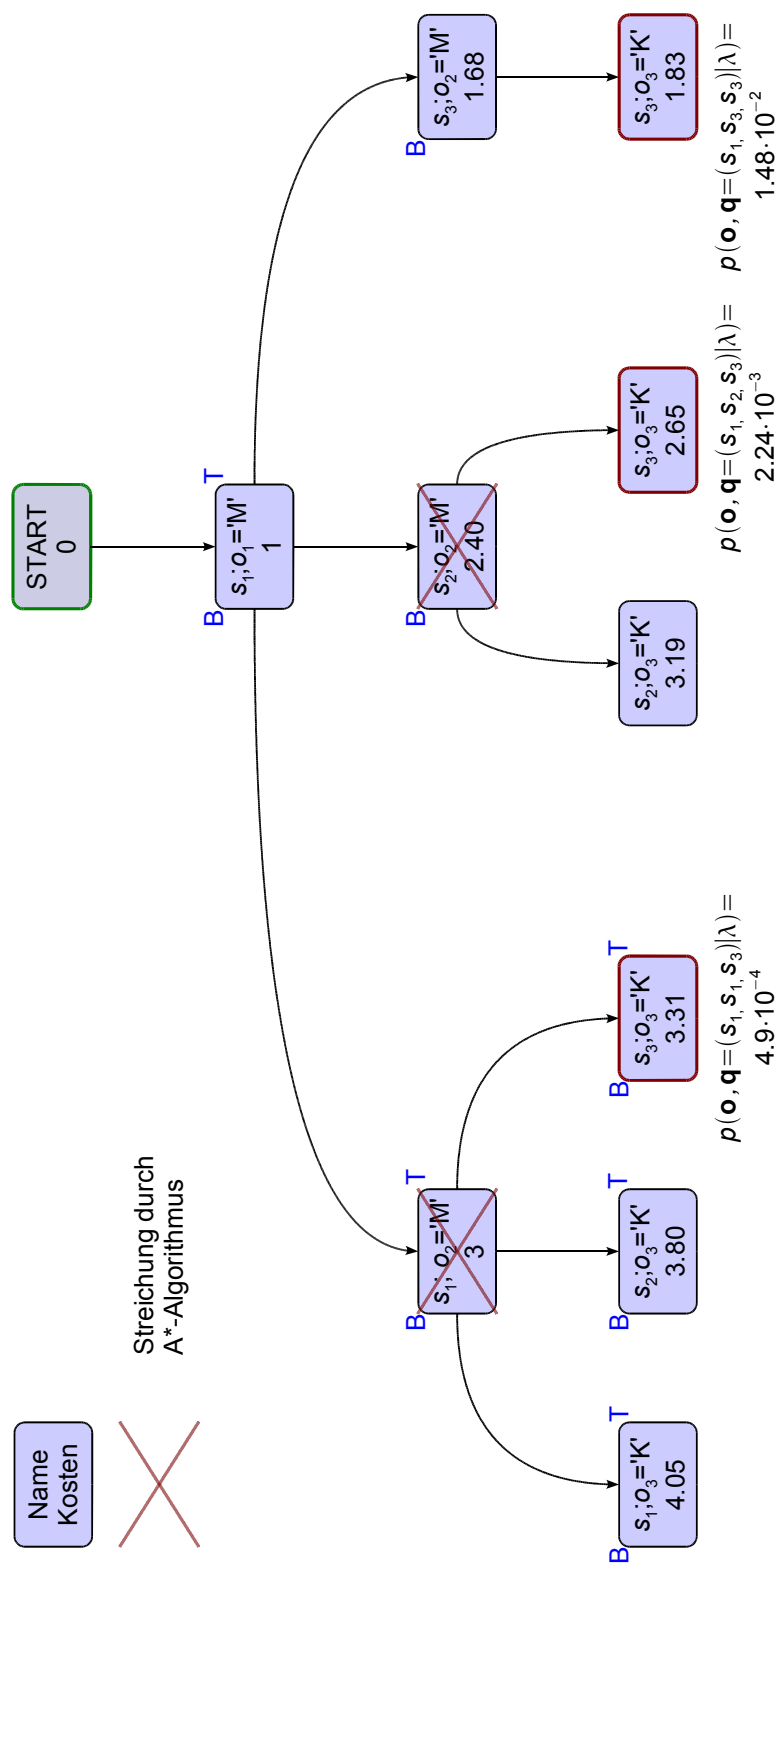 Name
Kosten
Streichung durch
A*-Algorithmus
START
0
B
T
s₁;o₁='M'
1
B
T
s₁; o₂='M'
3
B
s₂;o₂='M'
2.40
B
s₃;o₂='M'
1.68
B
T
s₁;o₃='K'
4.05
B
T
s₂;o₃='K'
3.80
B
T
s₃;o₃='K'
3.31
s₂;o₃='K'
3.19
s₃;o₃='K'
2.65
s₃;o₃='K'
1.83
p(o,q=(s₁,s₁,s₃)|λ)=
4.9·10⁻⁴
p(o,q=(s₁,s₂,s₃)|λ)=
2.24·10⁻³
p(o,q=(s₁,s₃,s₃)|λ)=
1.48·10⁻²